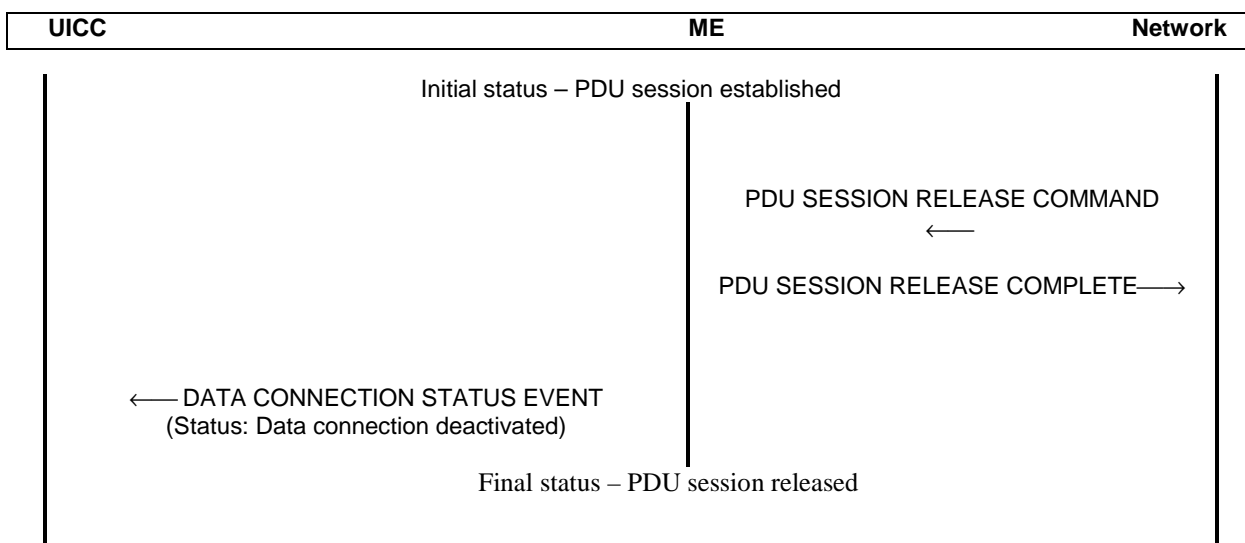 UICC ME Network
Initial status – PDU session established
PDU SESSION RELEASE COMMAND
←
PDU SESSION RELEASE COMPLETE→
← DATA CONNECTION STATUS EVENT
(Status: Data connection deactivated)
Final status – PDU session released